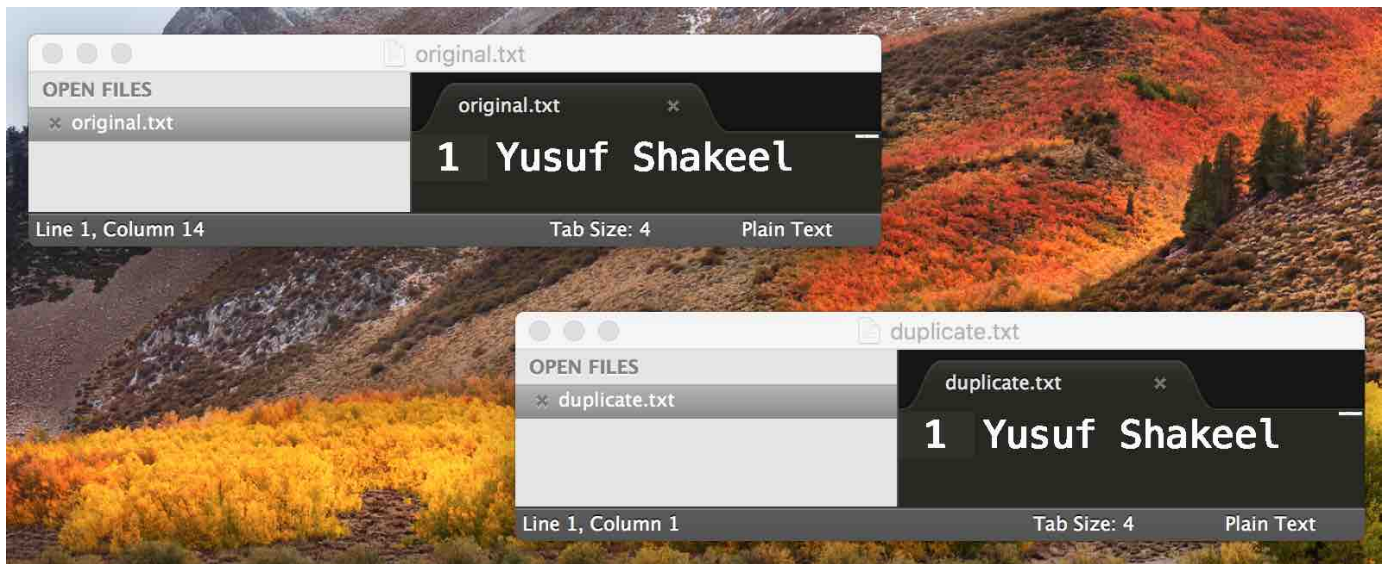 original.txt
OPEN FILES
original.txt ×
× original.txt
1 Yusuf Shakeel
Line 1, Column 14 Tab Size: 4 Plain Text
duplicate.txt
OPEN FILES
duplicate.txt ×
× duplicate.txt
1 Yusuf Shakeel
Line 1, Column 1 Tab Size: 4 Plain Text